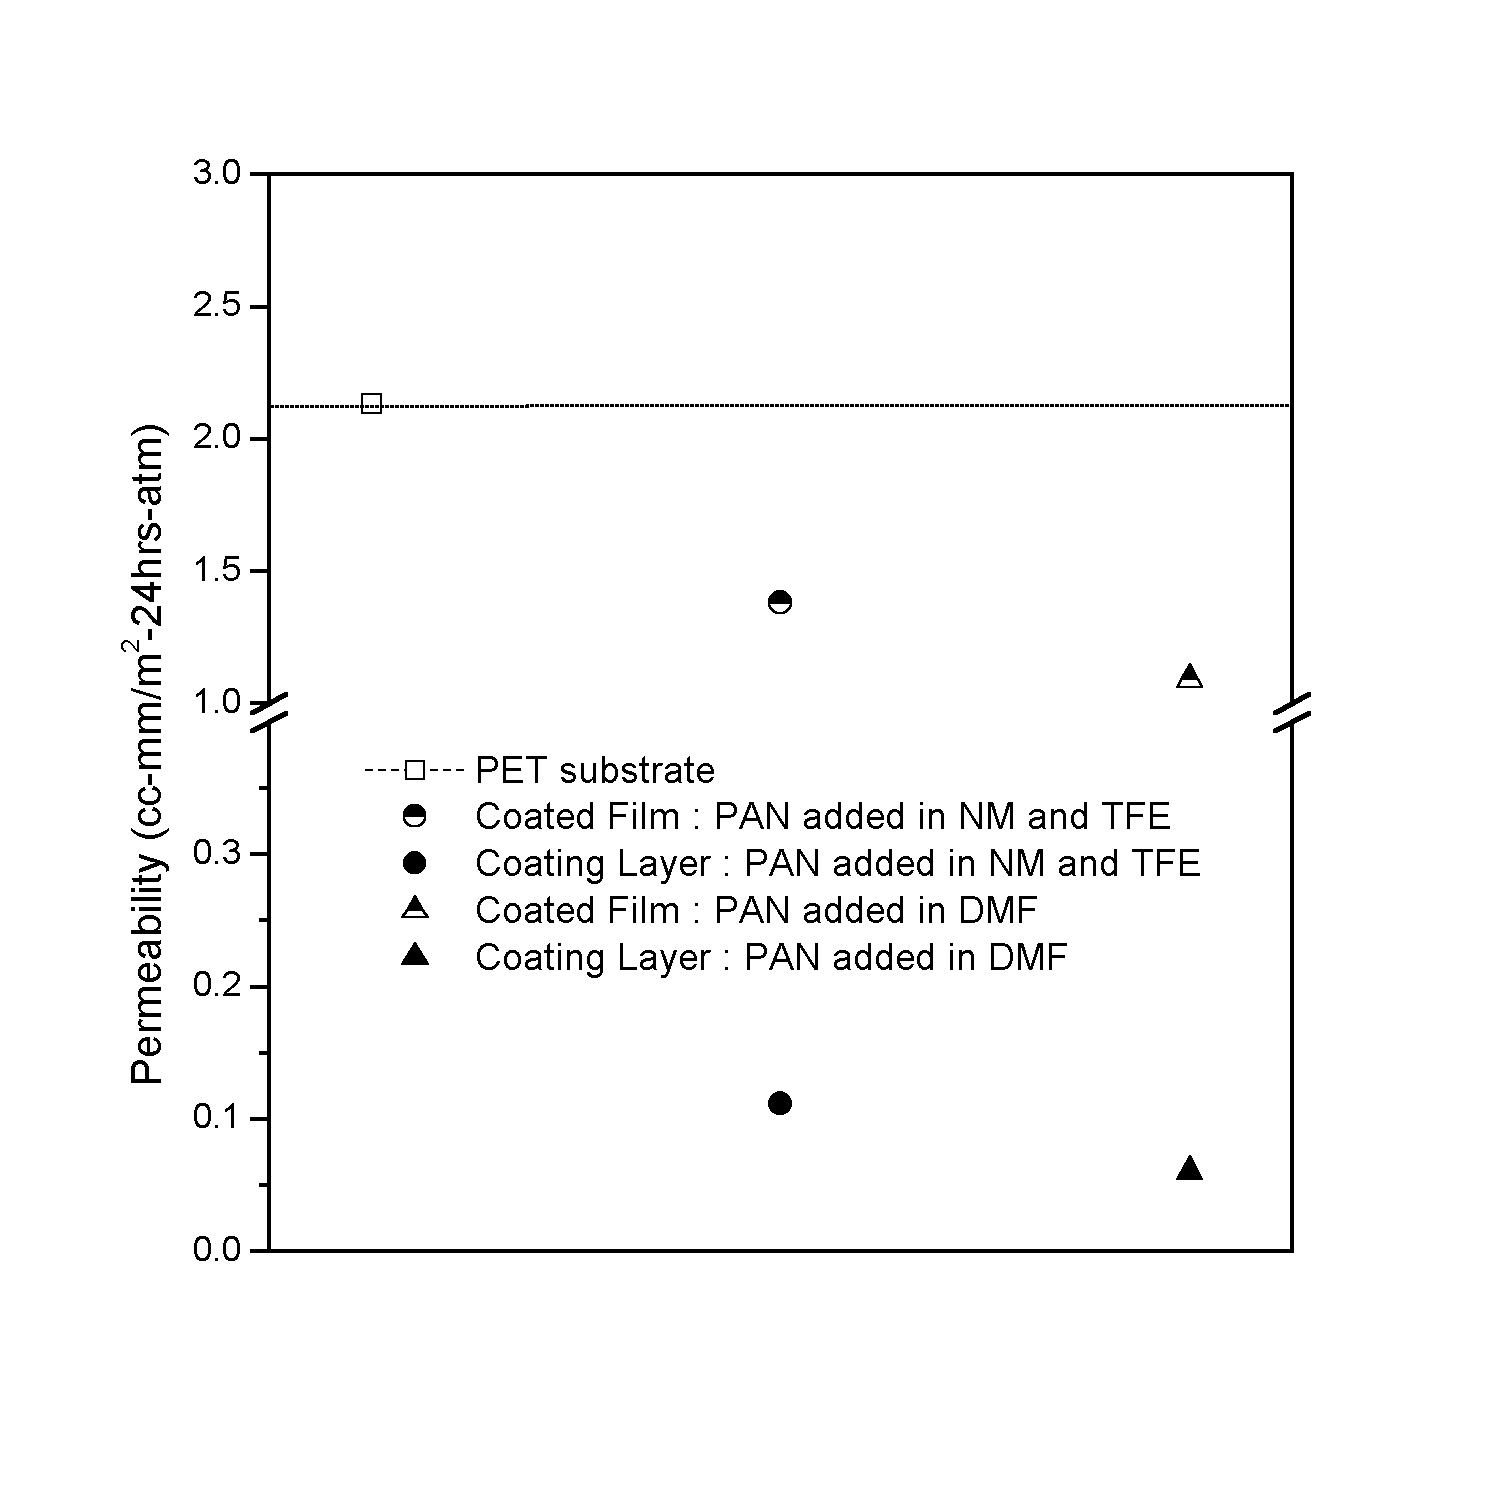 3.0
2.5
2.0
1.5
1.0
0.3
0.2
0.1
0.0
Permeability (cc-mm/m²-24hrs-atm)
PET substrate
Coated Film : PAN added in NM and TFE
Coating Layer : PAN added in NM and TFE
Coated Film : PAN added in DMF
Coating Layer : PAN added in DMF